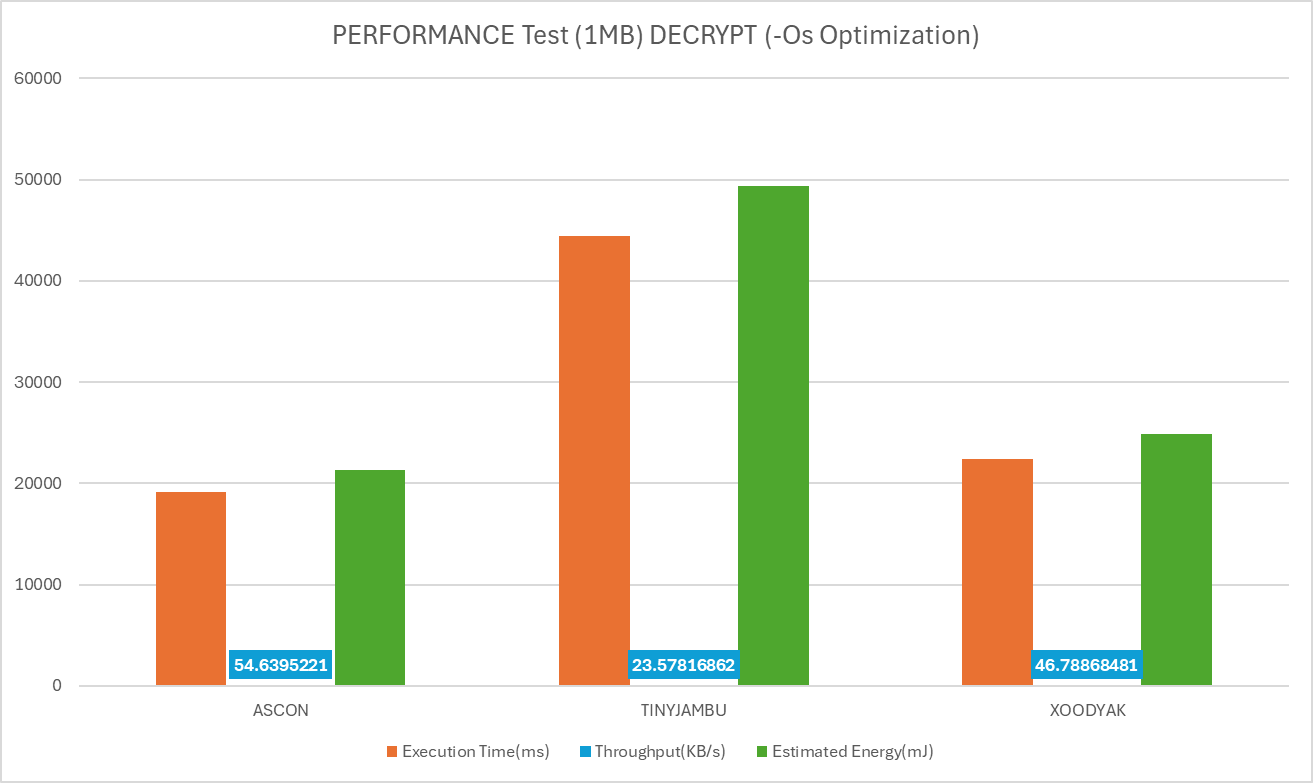 PERFORMANCE Test (1MB) DECRYPT (-Os Optimization)
60000
50000
40000
30000
20000
10000
0
54.6395221
23.57816862
46.78868481
ASCON
TINYJAMBU
XOODYAK
Execution Time(ms)
Throughput(KB/s)
Estimated Energy(mJ)